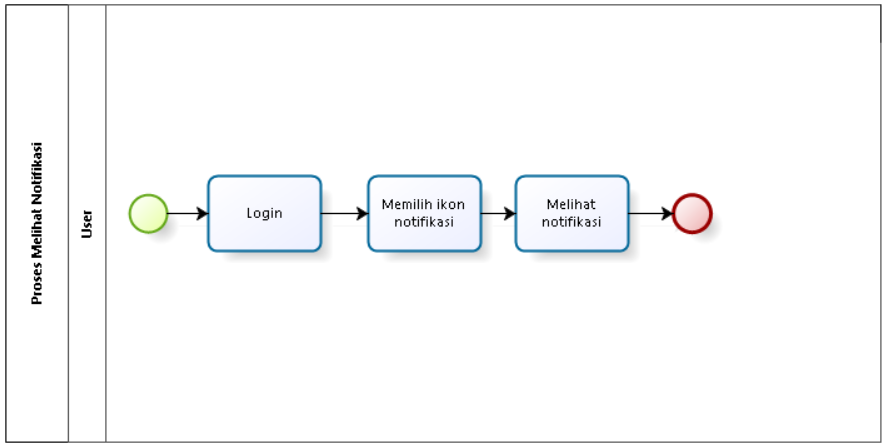 Proses Melihat Notifikasi
User
Login
Memilih ikon
notifikasi
Melihat
notifikasi